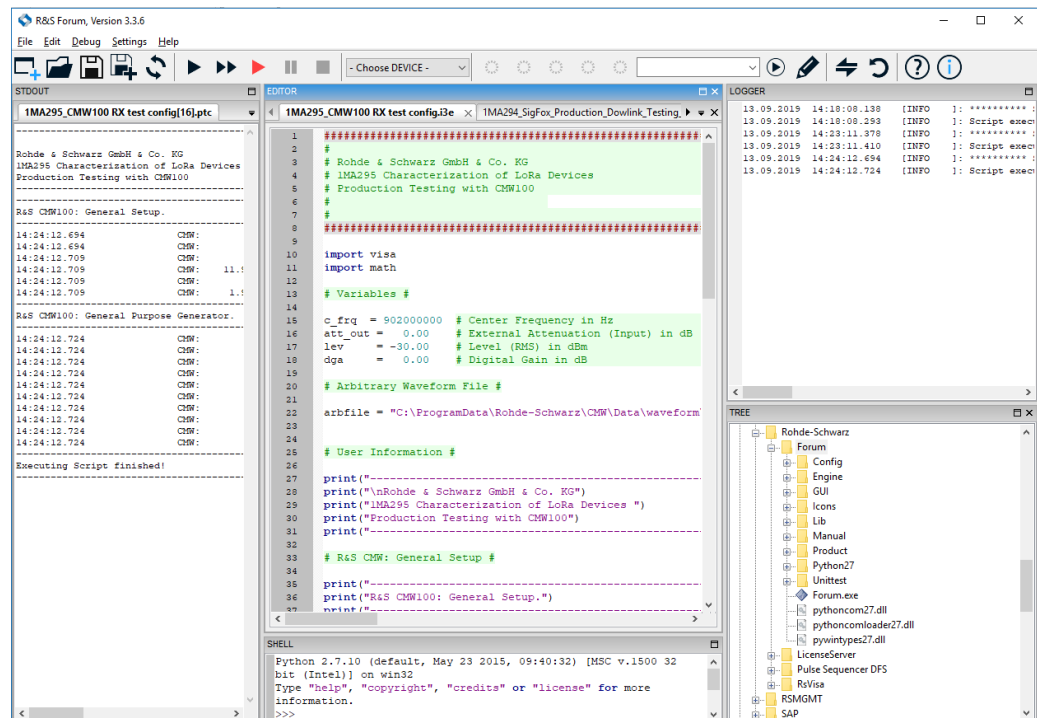 R&S Forum, Version 3.3.6
File Edit Debug Settings Help
- Choose DEVICE -
STDOUT
1MA295_CMW100 RX test config[16].ptc
Rohde & Schwarz GmbH & Co. KG
1MA295 Characterization of LoRa Devices
Production Testing with CMW100
R&S CMW100: General Setup.
14:24:12.694 CMW:
14:24:12.694 CMW:
14:24:12.709 CMW:
14:24:12.709 CMW: 11.9
14:24:12.709 CMW:
14:24:12.709 CMW: 1.9
R&S CMW100: General Purpose Generator.
14:24:12.724 CMW:
14:24:12.724 CMW:
14:24:12.724 CMW:
14:24:12.724 CMW:
14:24:12.724 CMW:
14:24:12.724 CMW:
14:24:12.724 CMW:
14:24:12.724 CMW:
14:24:12.724 CMW:
14:24:12.724 CMW:
Executing Script finished!
EDITOR
1MA295_CMW100 RX test config.i3e 1MA294_SigFox_Production_Dowlink_Testing_
1 ##########################################################
2 #
3 # Rohde & Schwarz GmbH & Co. KG
4 # 1MA295 Characterization of LoRa Devices
5 # Production Testing with CMW100
6 #
7 #
8 ##########################################################
9
10 import visa
11 import math
12
13 # Variables #
14
15 c_frq = 902000000 # Center Frequency in Hz
16 att_out = 0.00 # External Attenuation (Input) in dB
17 lev = -30.00 # Level (RMS) in dBm
18 dga = 0.00 # Digital Gain in dB
19
20 # Arbitrary Waveform File #
21
22 arbfile = "C:\ProgramData\Rohde-Schwarz\CMW\Data\waveform\
23
24
25 # User Information #
26
27 print("--------------------------------------------------
28 print("\nRohde & Schwarz GmbH & Co. KG")
29 print("1MA295 Characterization of LoRa Devices ")
30 print("Production Testing with CMW100")
31 print("--------------------------------------------------
32
33 # R&S CMW: General Setup #
34
35 print("--------------------------------------------------
36 print("R&S CMW100: General Setup.")
37 print("--------------------------------------------------
SHELL
Python 2.7.10 (default, May 23 2015, 09:40:32) [MSC v.1500 32
bit (Intel)] on win32
Type "help", "copyright", "credits" or "license" for more
information.
>>>
LOGGER
13.09.2019 14:18:08.138 [INFO ]: ********** :
13.09.2019 14:18:08.293 [INFO ]: Script execu
13.09.2019 14:23:11.378 [INFO ]: ********** :
13.09.2019 14:23:11.410 [INFO ]: Script execu
13.09.2019 14:24:12.694 [INFO ]: ********** :
13.09.2019 14:24:12.724 [INFO ]: Script execu
TREE
Rohde-Schwarz
Forum
Config
Engine
GUI
Icons
Lib
Manual
Product
Python27
Unittest
Forum.exe
pythoncom27.dll
pythoncomloader27.dll
pywintypes27.dll
LicenseServer
Pulse Sequencer DFS
RsVisa
RSMGMT
SAP